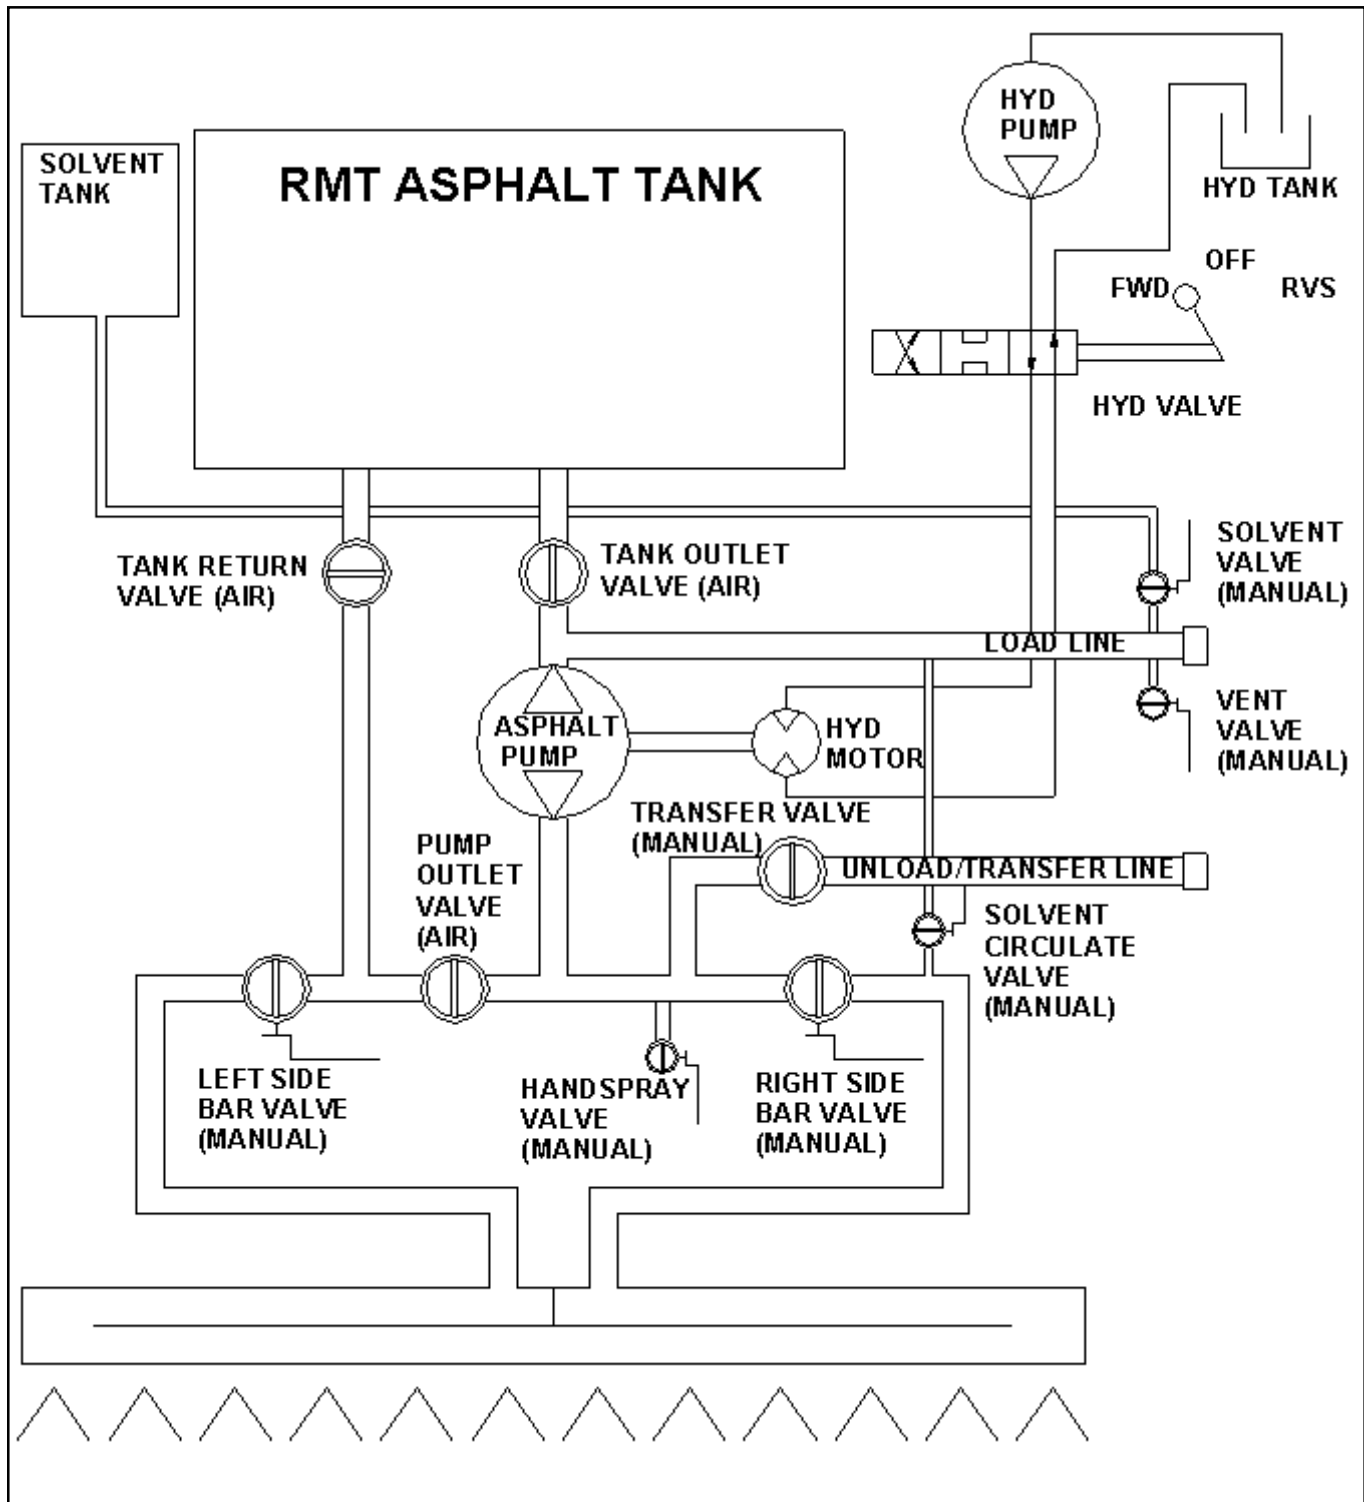 HYD
PUMP
SOLVENT
TANK
RMT ASPHALT TANK
HYD TANK
OFF
FWD
RVS
HYD VALVE
SOLVENT
VALVE
(MANUAL)
TANK RETURN
VALVE (AIR)
TANK OUTLET
VALVE (AIR)
LOAD LINE
ASPHALT
PUMP
HYD
MOTOR
VENT
VALVE
(MANUAL)
TRANSFER VALVE
(MANUAL)
PUMP
OUTLET
VALVE
(AIR)
UNLOAD/TRANSFER LINE
SOLVENT
CIRCULATE
VALVE
(MANUAL)
LEFT SIDE
BAR VALVE
(MANUAL)
HANDSPRAY
VALVE
(MANUAL)
RIGHT SIDE
BAR VALVE
(MANUAL)